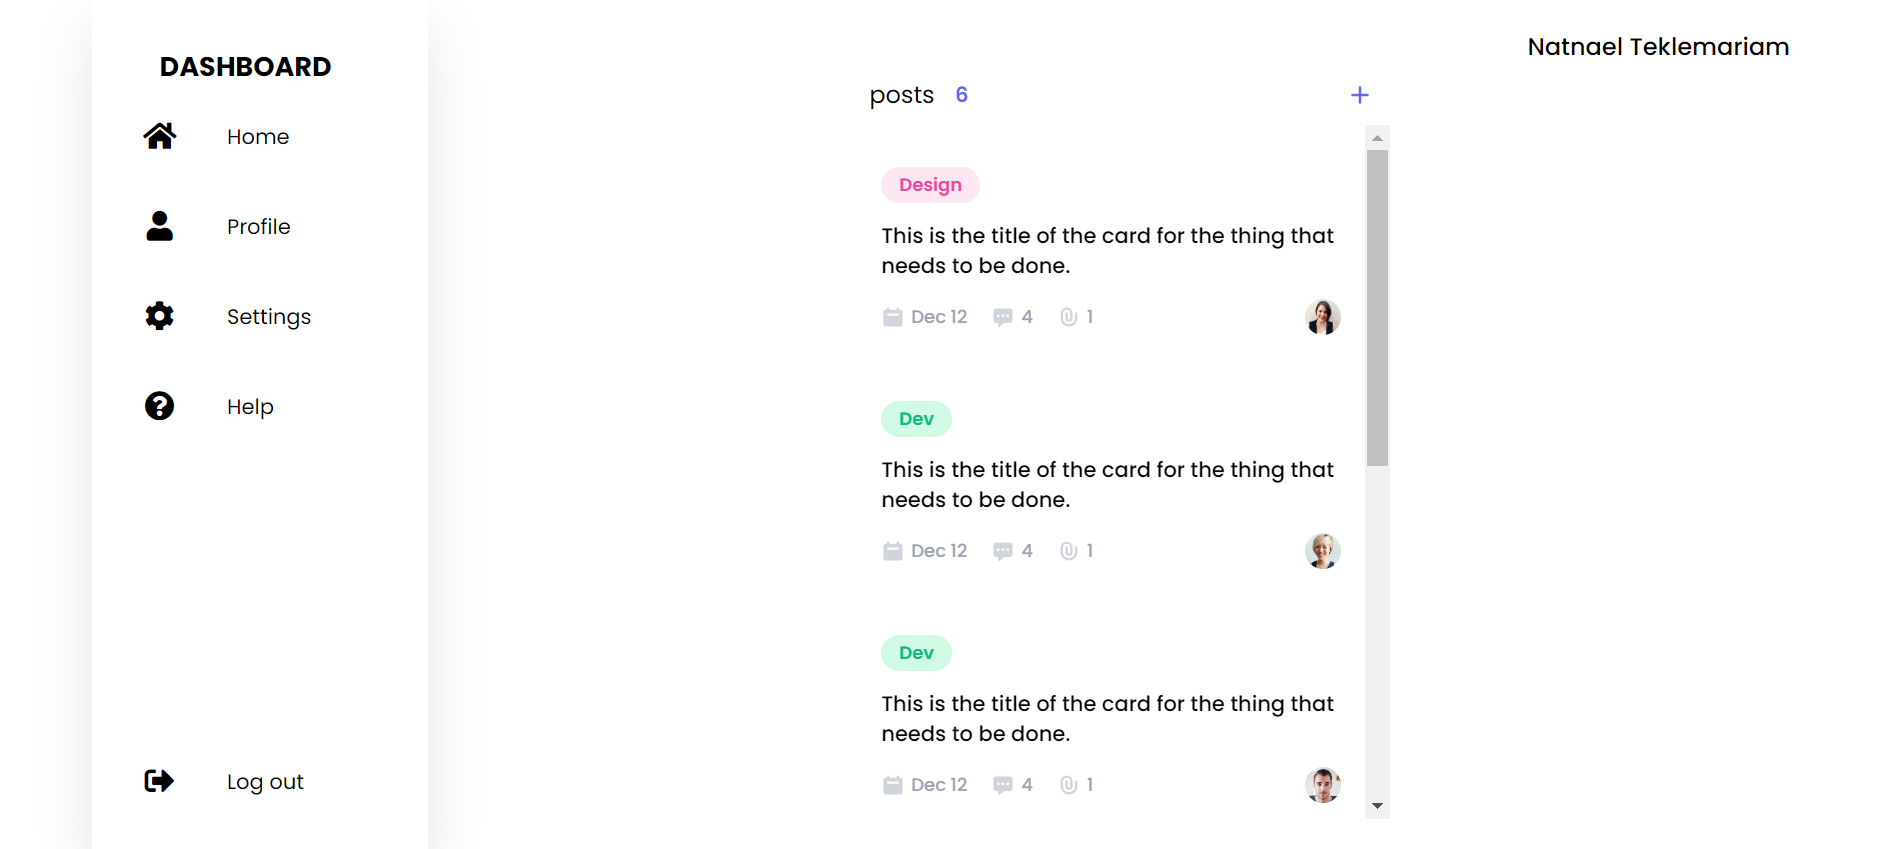 DASHBOARD
Home
Profile
Settings
Help
Log out
Natnael Teklemariam
posts 6 +
Design
This is the title of the card for the thing that
needs to be done.
Dec 12 4 1
Dev
This is the title of the card for the thing that
needs to be done.
Dec 12 4 1
Dev
This is the title of the card for the thing that
needs to be done.
Dec 12 4 1